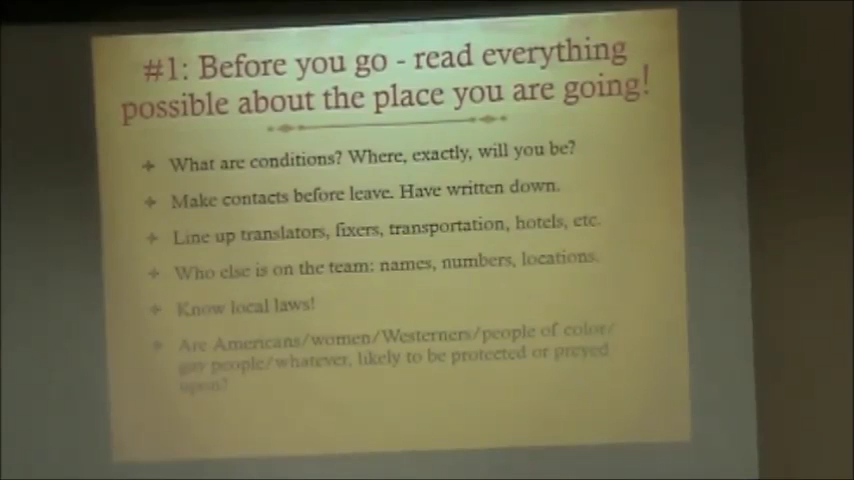 #1: Before you go - read everything
possible about the place you are going!
What are conditions? Where, exactly, will you be?
Make contacts before leave. Have written down.
Line up translators, fixers, transportation, hotels, etc.
Who else is on the team: names, numbers, locations.
Know local laws!
Are Americans/women/Westerners/people of color/
gay people/whatever, likely to be protected or preyed
upon?